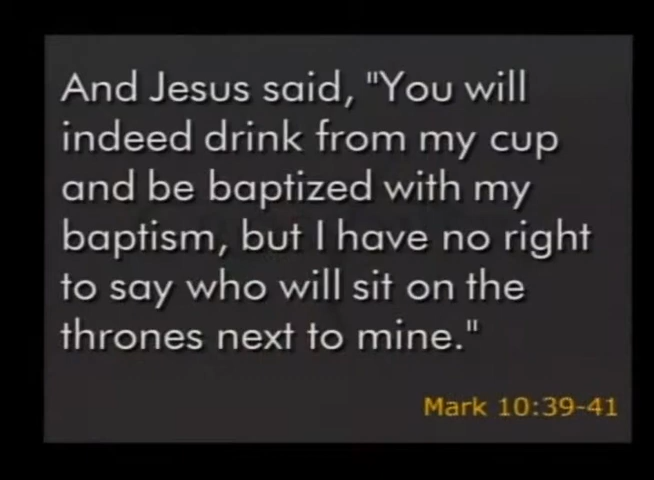 And Jesus said, "You will
indeed drink from my cup
and be baptized with my
baptism, but I have no right
to say who will sit on the
thrones next to mine."
Mark 10:39-41